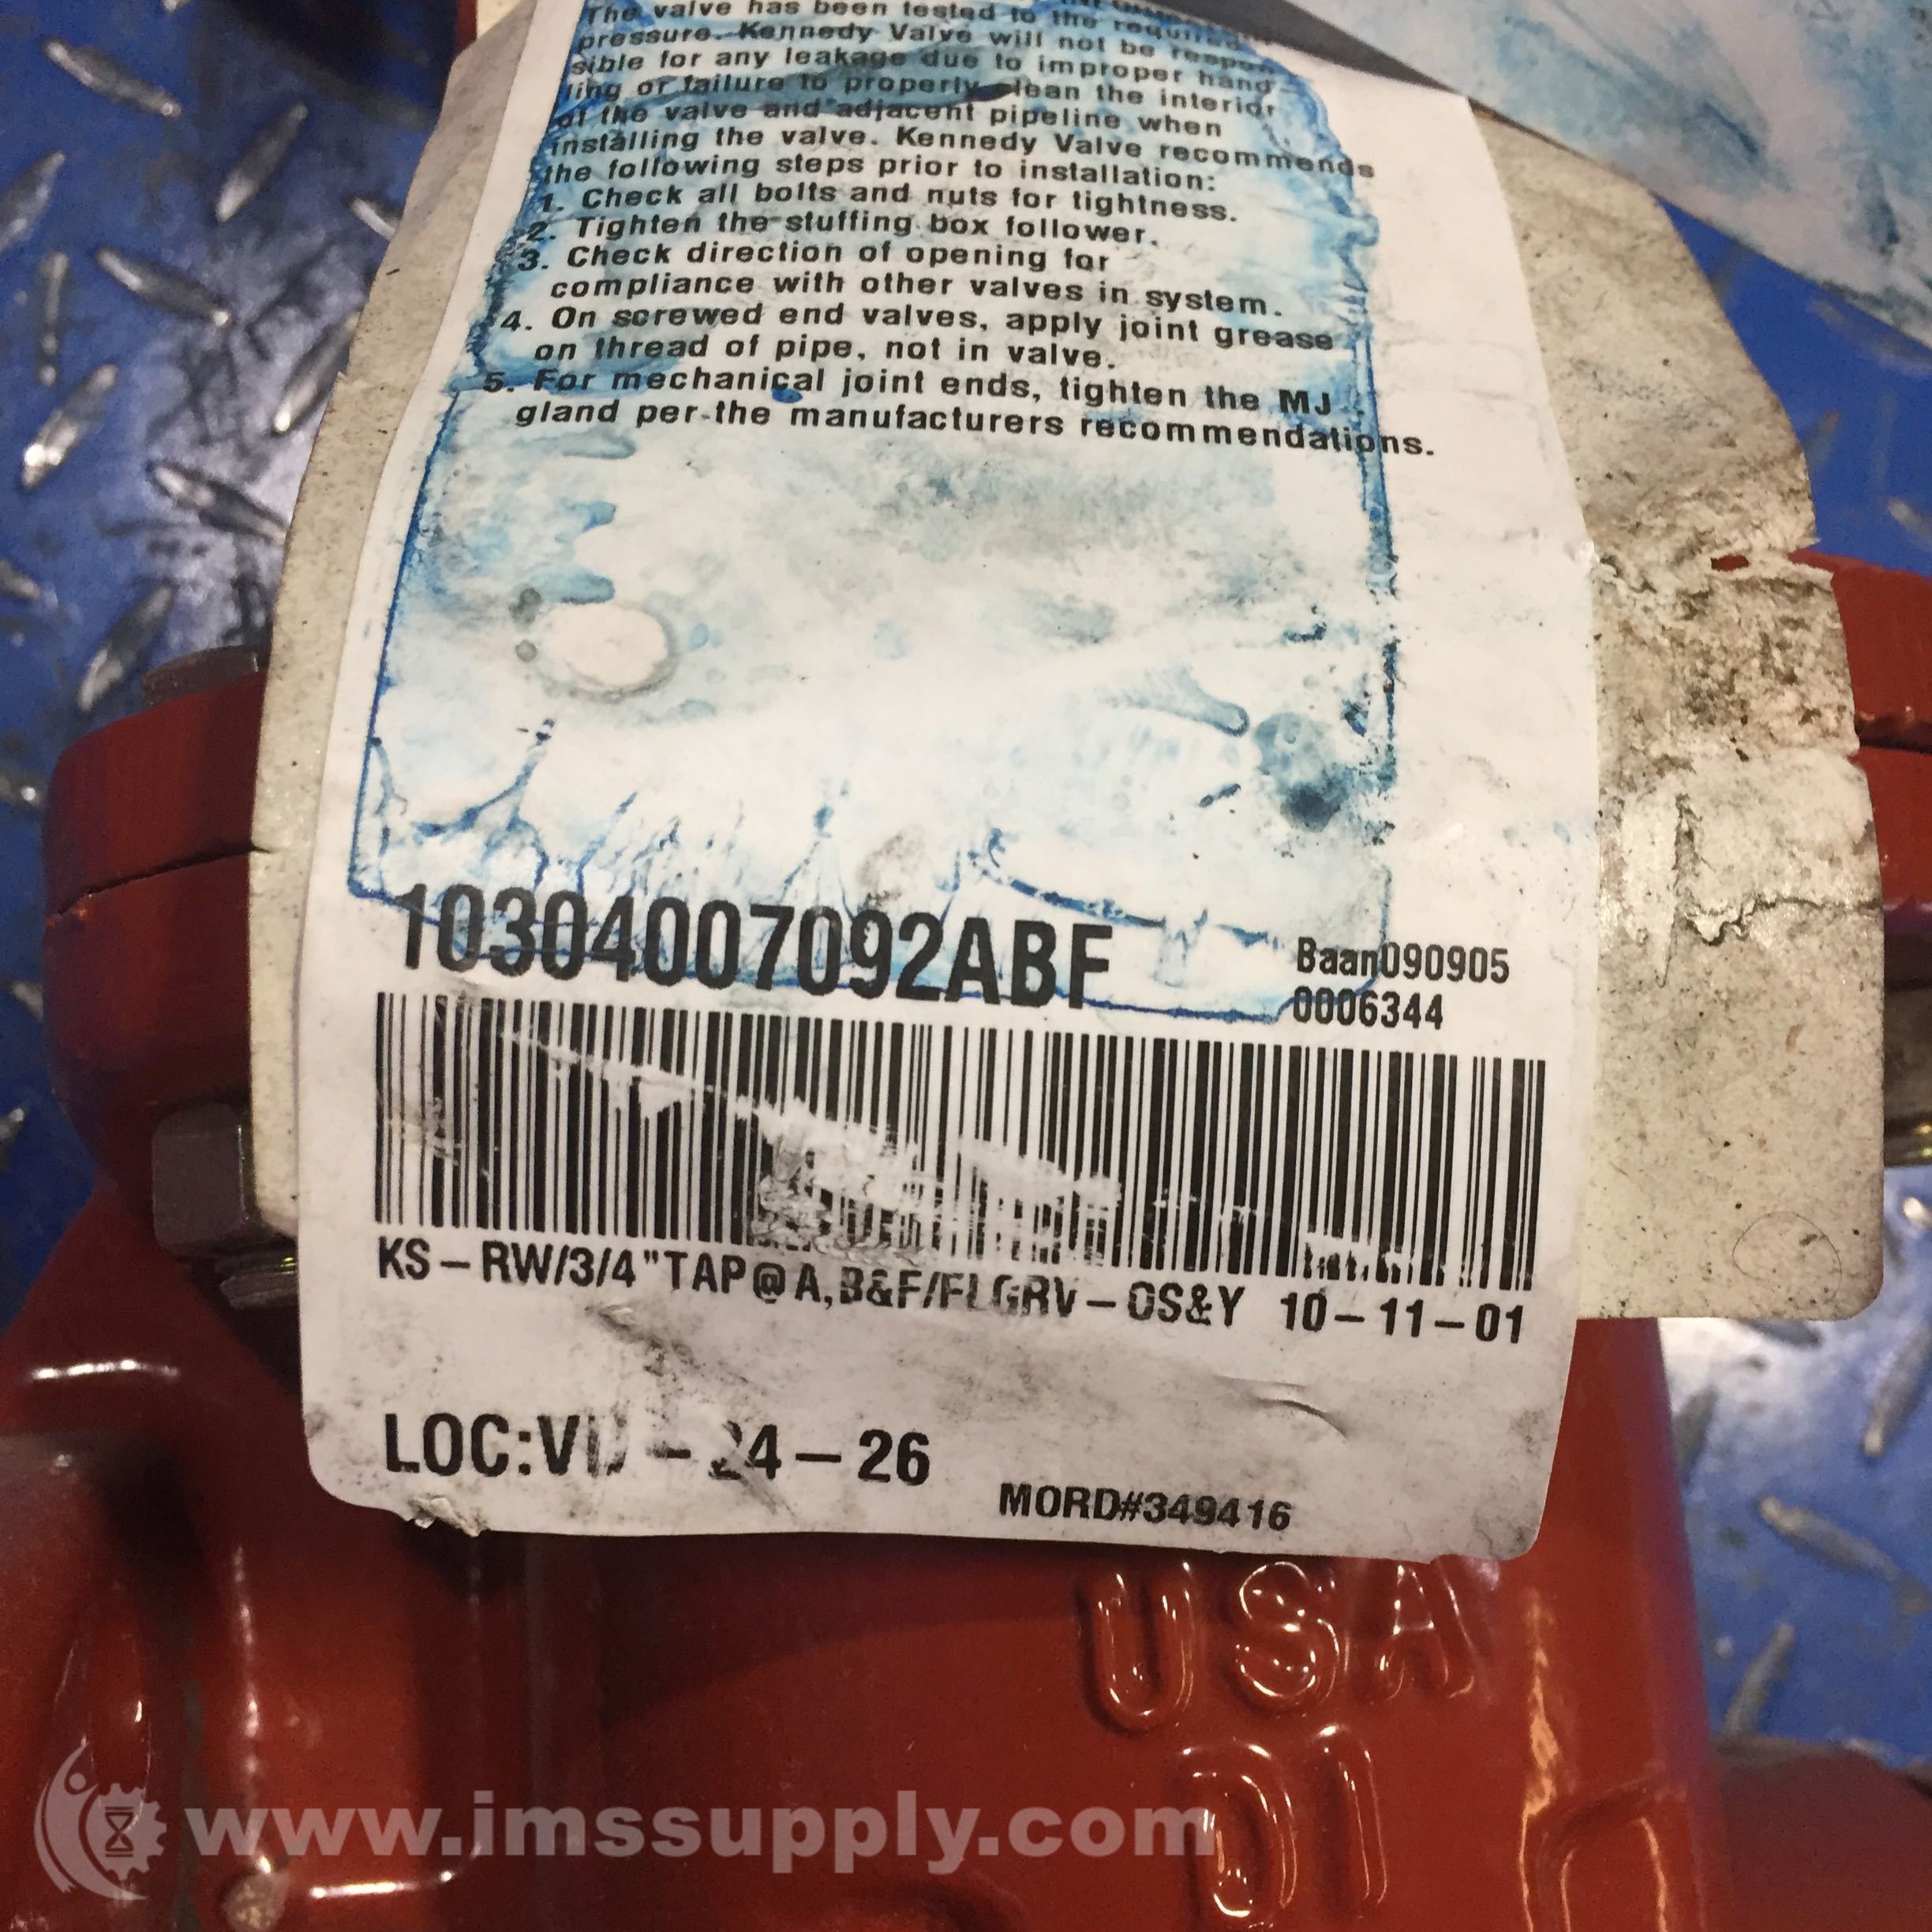 The valve has been tested to the required
pressure. Kennedy Valve will not be respon
sible for any leakage due to improper hand
ling or failure to properly clean the interior
of the valve and adjacent pipeline when
installing the valve. Kennedy Valve recommends
the following steps prior to installation:
1. Check all bolts and nuts for tightness.
2. Tighten the stuffing box follower.
3. Check direction of opening for
compliance with other valves in system.
4. On screwed end valves, apply joint grease
on thread of pipe, not in valve.
5. For mechanical joint ends, tighten the MJ
gland per the manufacturers recommendations.
10304007092ABF
Baan090905
0006344
KS-RW/3/4"TAP@A,B&F/FLGRV-OS&Y 10-11-01
LOC: -24-26
MORD#349416
USA
DI
www.imssupply.com